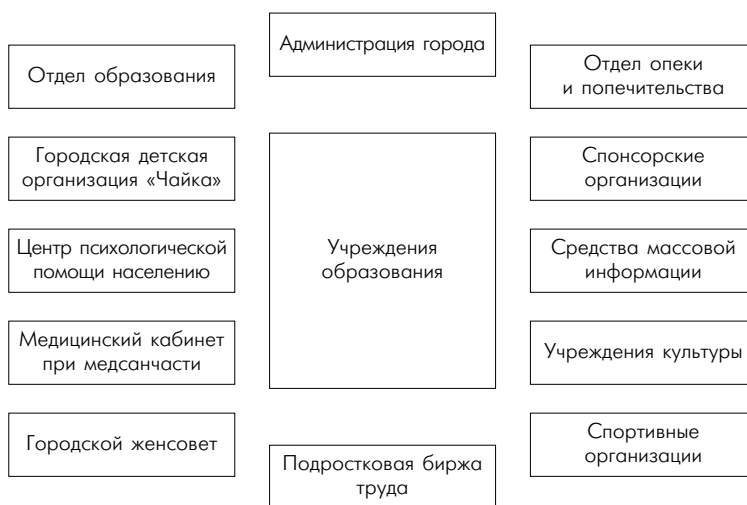 Администрация города
Отдел образования
Отдел опеки
и попечительства
Городская детская
организация «Чайка»
Спонсорские
организации
Центр психологической
помощи населению
Учреждения
образования
Средства массовой
информации
Медицинский кабинет
при медсанчасти
Учреждения культуры
Городской женсовет
Спортивные
организации
Подростковая биржа
труда